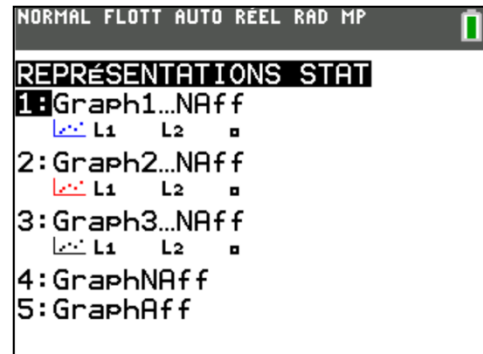 NORMAL FLOTT AUTO RÉEL RAD MP
REPRéSENTATIONS STAT
1:Graph1...NAff
L1 L2 ▫
2:Graph2...NAff
L1 L2 ▫
3:Graph3...NAff
L1 L2 ▫
4:GraphNAff
5:GraphAff